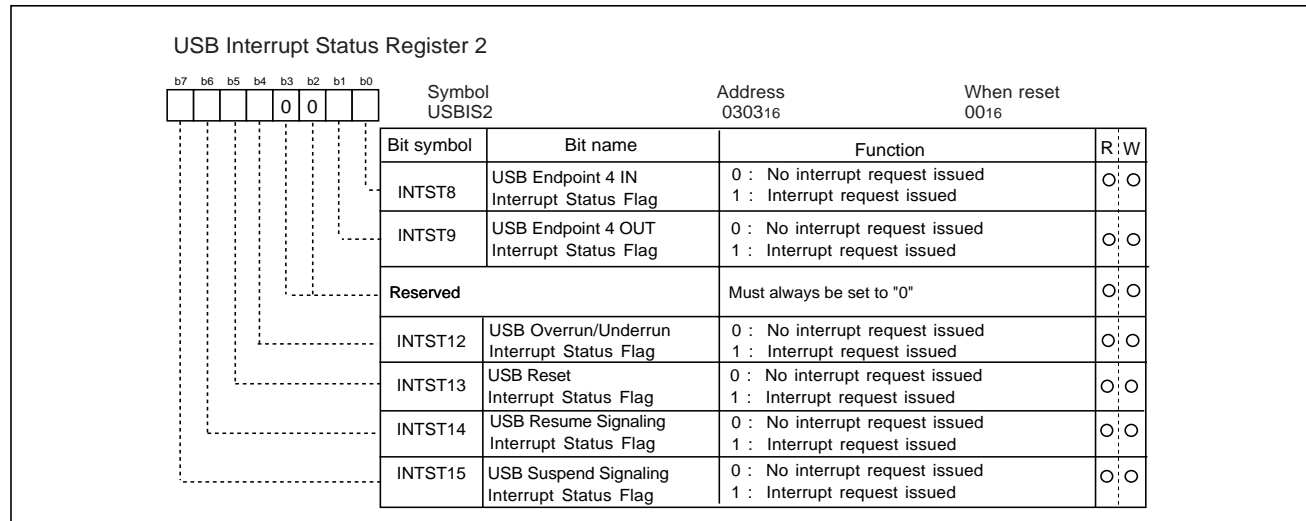 USB Interrupt Status Register 2
b7 b6 b5 b4 b3 b2 b1 b0
0 0
Symbol Address When reset
USBIS2 030316 0016
Bit symbol Bit name Function R W
INTST8 USB Endpoint 4 IN Interrupt Status Flag 0 : No interrupt request issued
1 : Interrupt request issued
INTST9 USB Endpoint 4 OUT Interrupt Status Flag 0 : No interrupt request issued
1 : Interrupt request issued
Reserved Must always be set to "0"
INTST12 USB Overrun/Underrun Interrupt Status Flag 0 : No interrupt request issued
1 : Interrupt request issued
INTST13 USB Reset Interrupt Status Flag 0 : No interrupt request issued
1 : Interrupt request issued
INTST14 USB Resume Signaling Interrupt Status Flag 0 : No interrupt request issued
1 : Interrupt request issued
INTST15 USB Suspend Signaling Interrupt Status Flag 0 : No interrupt request issued
1 : Interrupt request issued